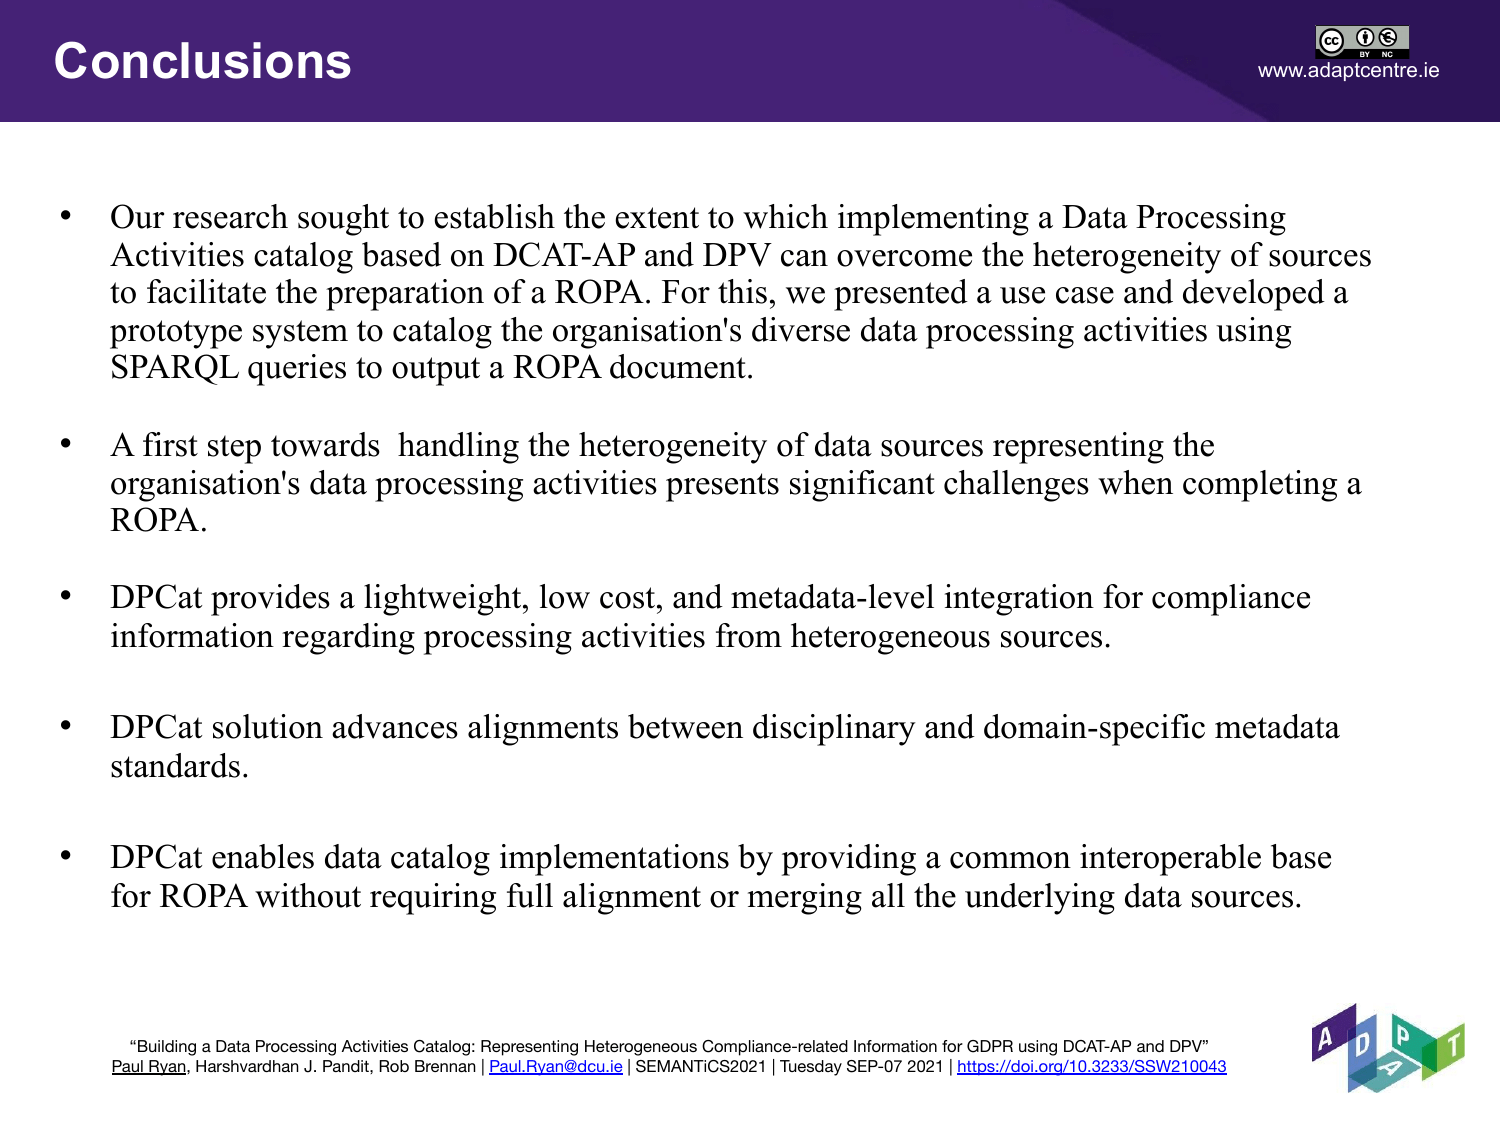 Conclusions
cc BY NC
www.adaptcentre.ie
• Our research sought to establish the extent to which implementing a Data Processing
Activities catalog based on DCAT-AP and DPV can overcome the heterogeneity of sources
to facilitate the preparation of a ROPA. For this, we presented a use case and developed a
prototype system to catalog the organisation's diverse data processing activities using
SPARQL queries to output a ROPA document.
• A first step towards  handling the heterogeneity of data sources representing the
organisation's data processing activities presents significant challenges when completing a
ROPA.
• DPCat provides a lightweight, low cost, and metadata-level integration for compliance
information regarding processing activities from heterogeneous sources.
• DPCat solution advances alignments between disciplinary and domain-specific metadata
standards.
• DPCat enables data catalog implementations by providing a common interoperable base
for ROPA without requiring full alignment or merging all the underlying data sources.
“Building a Data Processing Activities Catalog: Representing Heterogeneous Compliance-related Information for GDPR using DCAT-AP and DPV”
Paul Ryan, Harshvardhan J. Pandit, Rob Brennan | Paul.Ryan@dcu.ie | SEMANTiCS2021 | Tuesday SEP-07 2021 | https://doi.org/10.3233/SSW210043
ADAPT